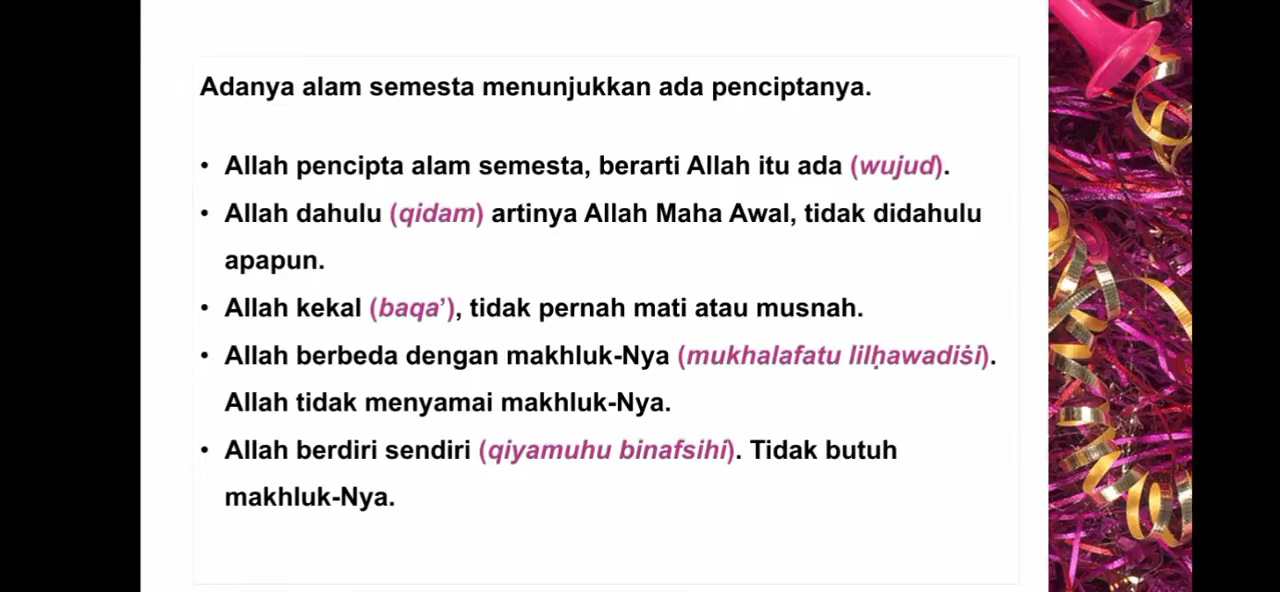 Adanya alam semesta menunjukkan ada penciptanya.
• Allah pencipta alam semesta, berarti Allah itu ada (wujud).
• Allah dahulu (qidam) artinya Allah Maha Awal, tidak didahulu
apapun.
• Allah kekal (baqa’), tidak pernah mati atau musnah.
• Allah berbeda dengan makhluk-Nya (mukhalafatu lilḥawadiṡi).
Allah tidak menyamai makhluk-Nya.
• Allah berdiri sendiri (qiyamuhu binafsihi). Tidak butuh
makhluk-Nya.